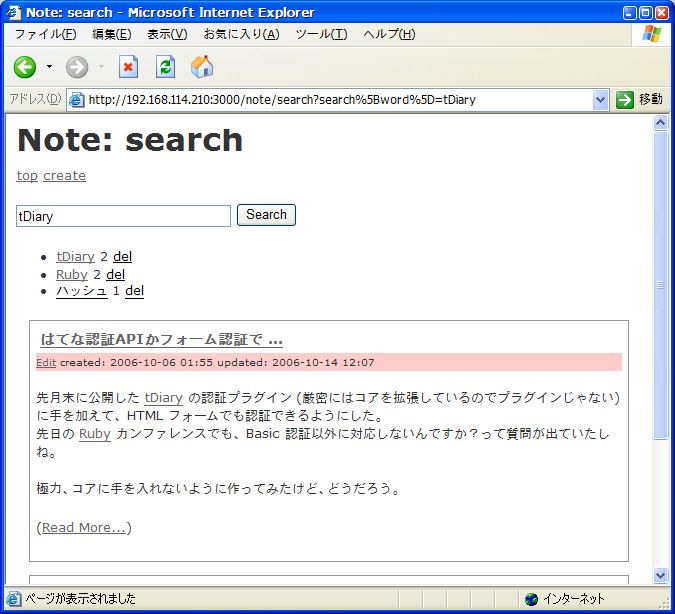 Note: search - Microsoft Internet Explorer
ファイル(F) 編集(E) 表示(V) お気に入り(A) ツール(T) ヘルプ(H)
アドレス(D) http://192.168.114.210:3000/note/search?search%5Bword%5D=tDiary 移動
Note: search
top create
tDiary Search
tDiary 2 del
Ruby 2 del
ハッシュ 1 del
はてな認証APIかフォーム認証で ...
Edit created: 2006-10-06 01:55 updated: 2006-10-14 12:07
先月末に公開した tDiary の認証プラグイン (厳密にはコアを拡張しているのでプラグインじゃない)
に手を加えて、HTML フォームでも認証できるようにした。
先日の Ruby カンファレンスでも、Basic 認証以外に対応しないんですか？って質問が出ていたし
ね。
極力、コアに手を入れないように作ってみたけど、どうだろう。
(Read More...)
ページが表示されました インターネット